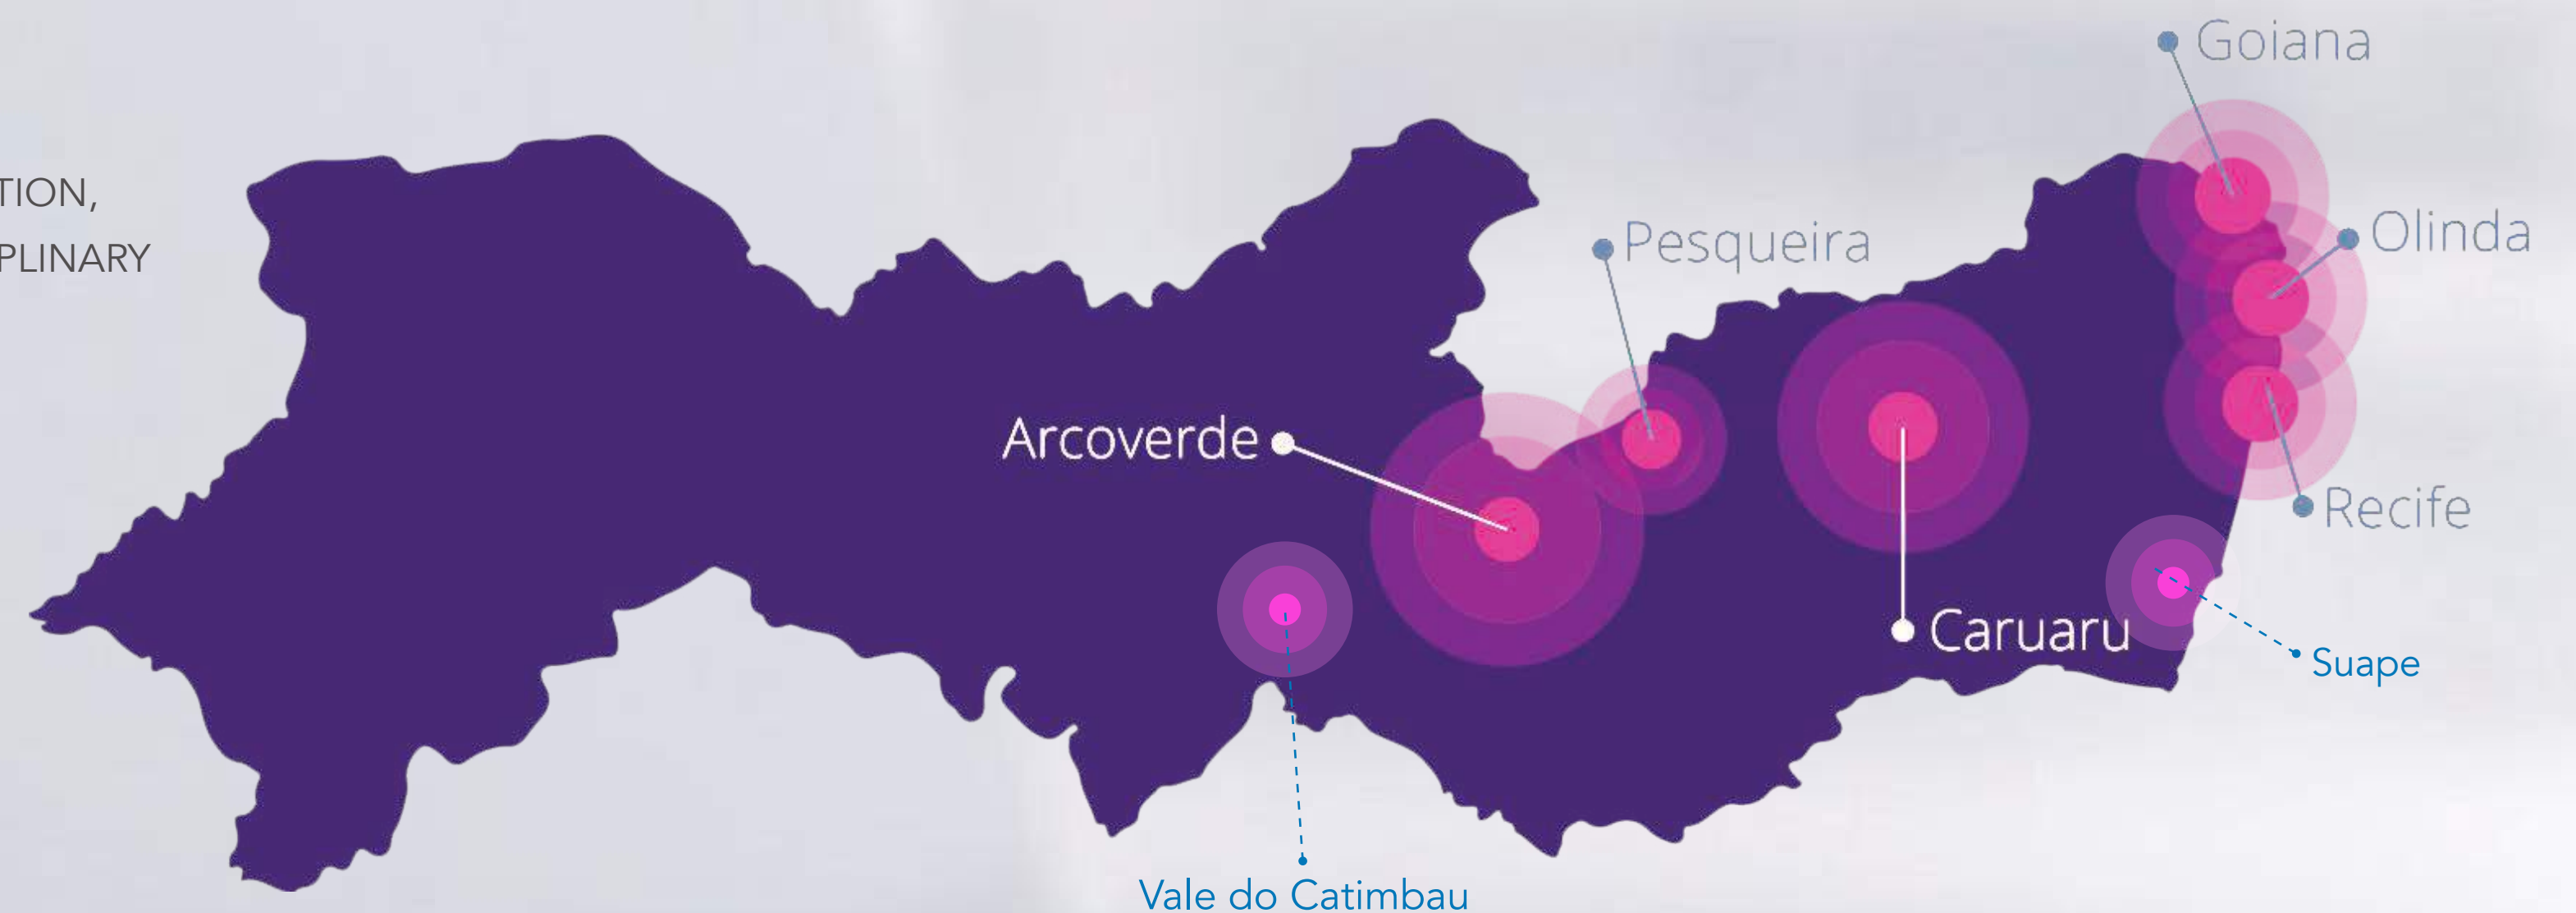 TION,
PLINARY
Goiana
Olinda
Pesqueira
Arcoverde
Recife
Caruaru
Suape
Vale do Catimbau